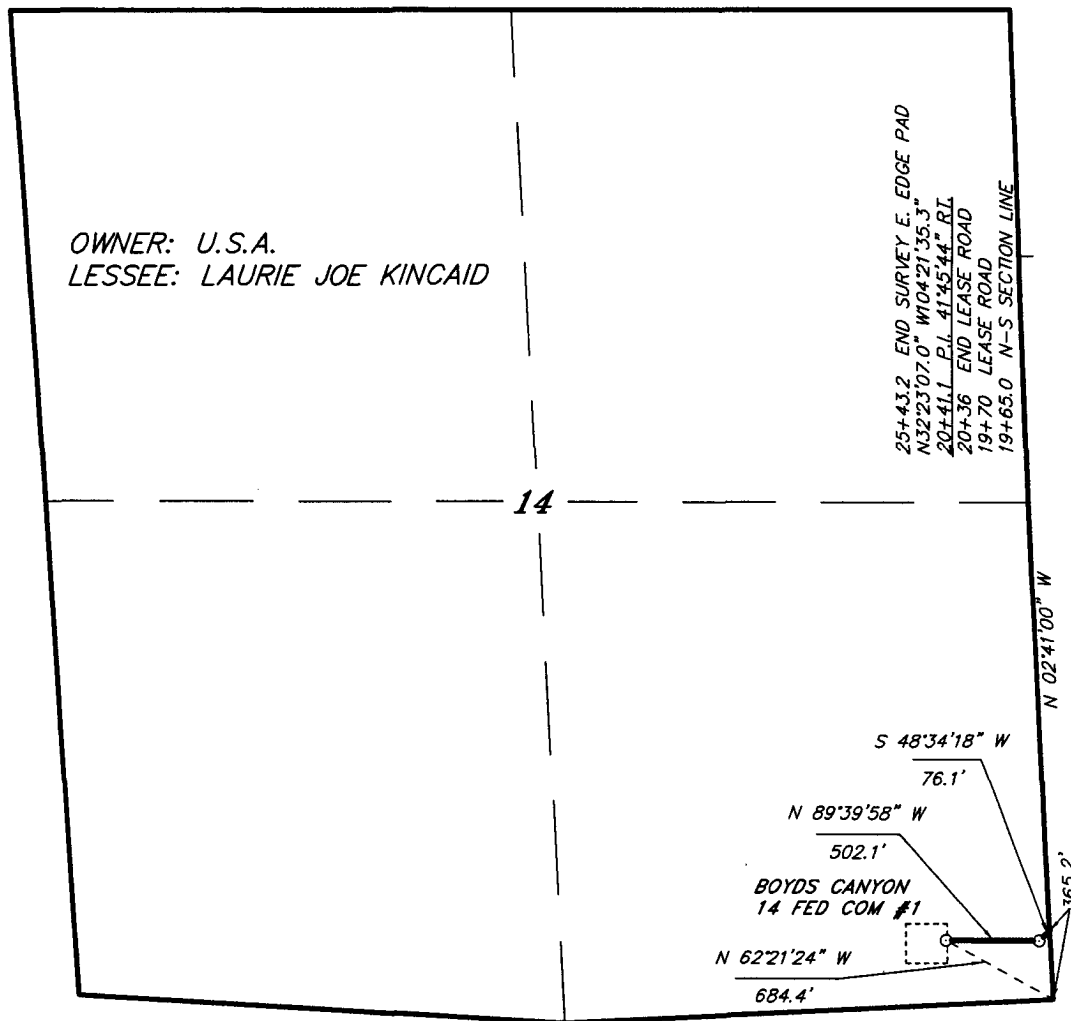 OWNER: U.S.A.
LESSEE: LAURIE JOE KINCAID
25+43.2 END SURVEY E. EDGE PAD
N32°23'07.0" W104°21'35.3"
20+41.1 P.I. 41°45'44" RT.
20+36 END LEASE ROAD
19+70 LEASE ROAD
19+65.0 N-S SECTION LINE
14
N 02°41'00" W
S 48°34'18" W
76.1'
N 89°39'58" W
502.1'
365.2'
BOYDS CANYON
14 FED COM #1
N 62°21'24" W
684.4'